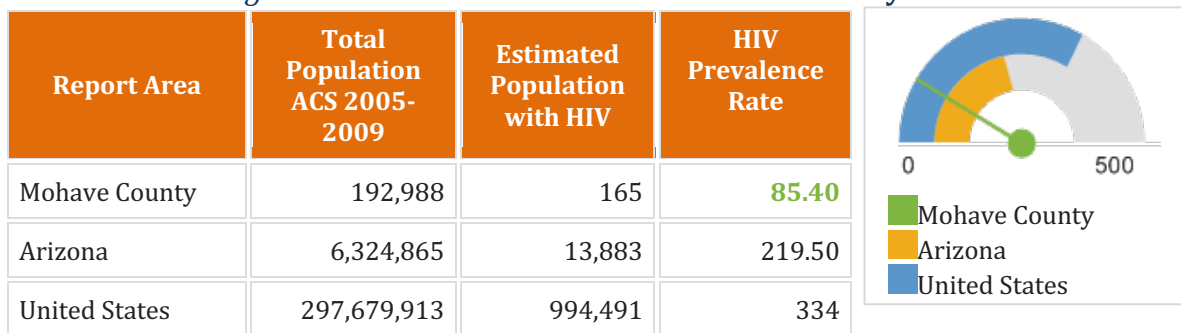 Report Area
Total
Population
ACS 2005-
2009
Estimated
Population
with HIV
HIV
Prevalence
Rate
Mohave County 192,988 165 85.40
Arizona 6,324,865 13,883 219.50
United States 297,679,913 994,491 334
0 500
Mohave County
Arizona
United States